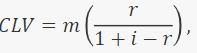 CLV = m(r / (1 + i − r)),